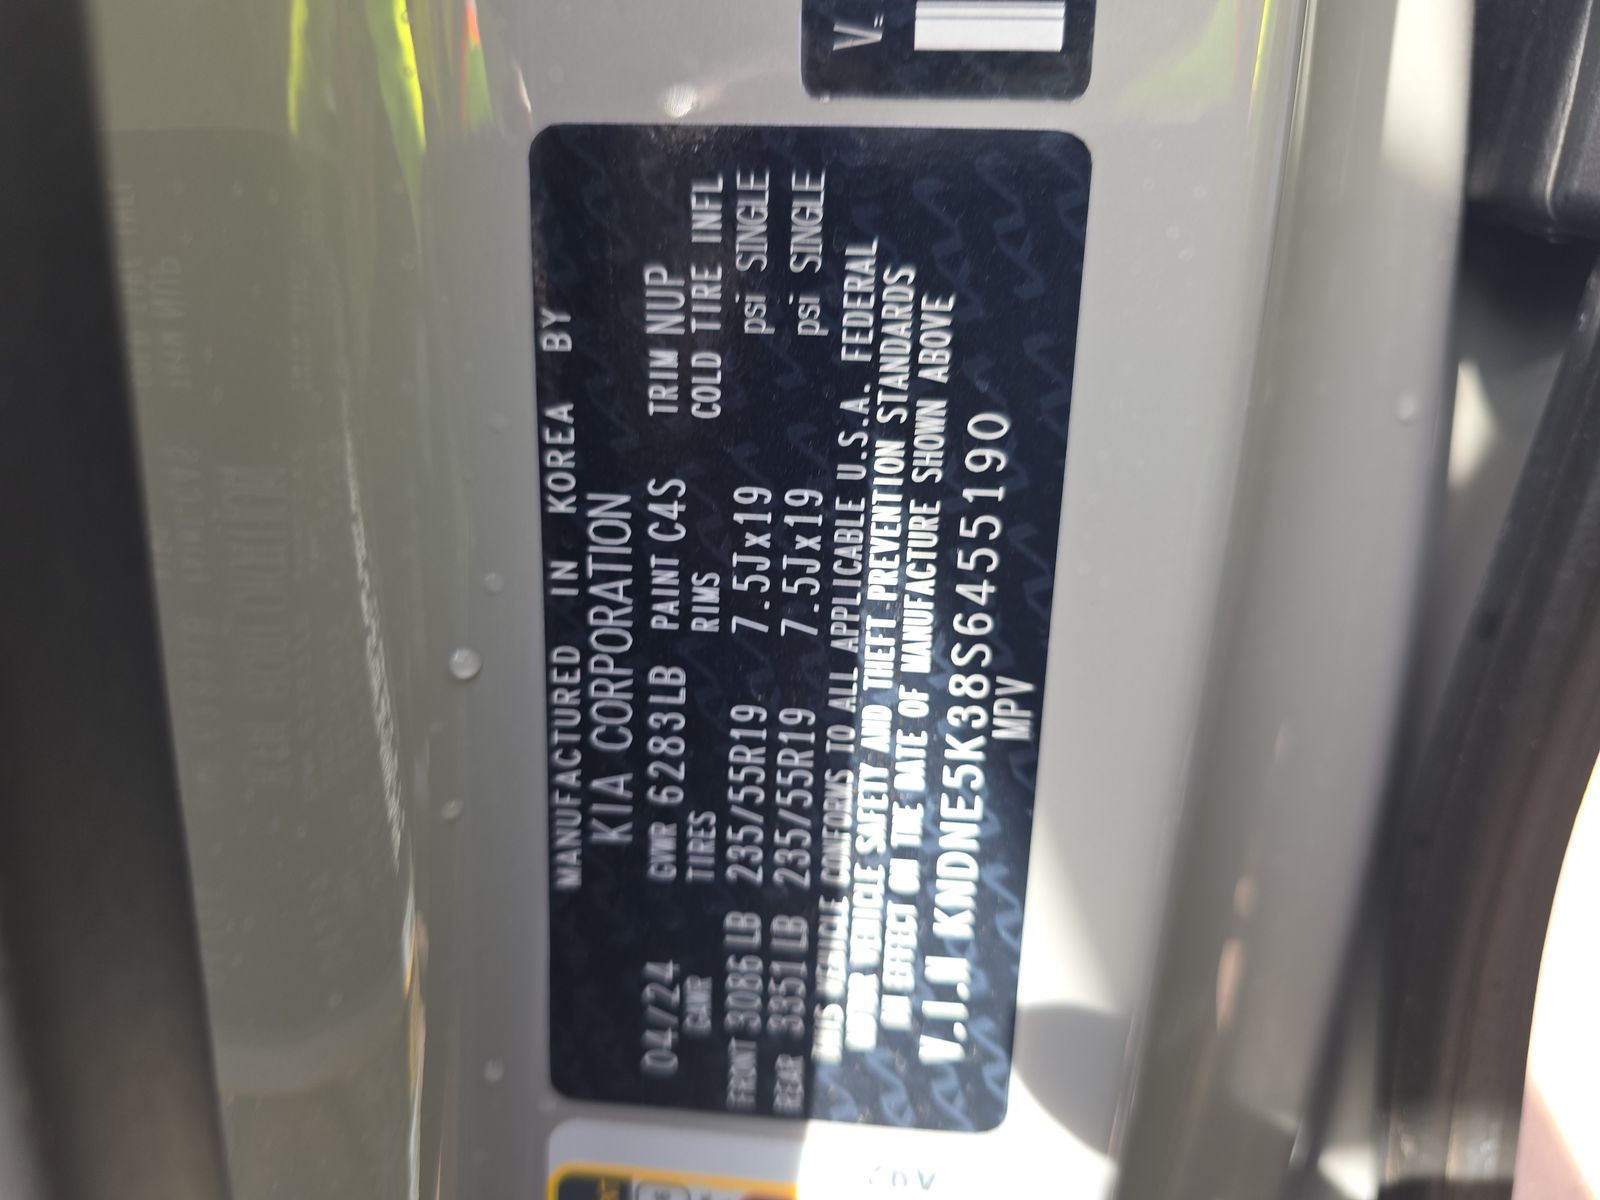 MANUFACTURED IN KOREA BY
KIA CORPORATION
04/24 GVWR 6283LB PAINT C4S TRIM NUP
GAWR TIRES RIMS COLD TIRE INFL
FRONT 3086LB 235/55R19 7.5Jx19 psi SINGLE
REAR 3351LB 235/55R19 7.5Jx19 psi SINGLE
THIS VEHICLE CONFORMS TO ALL APPLICABLE U.S.A. FEDERAL
MOTOR VEHICLE SAFETY AND THEFT PREVENTION STANDARDS
IN EFFECT ON THE DATE OF MANUFACTURE SHOWN ABOVE
V.I.N KNDNE5K38S6455190
MPV
V=